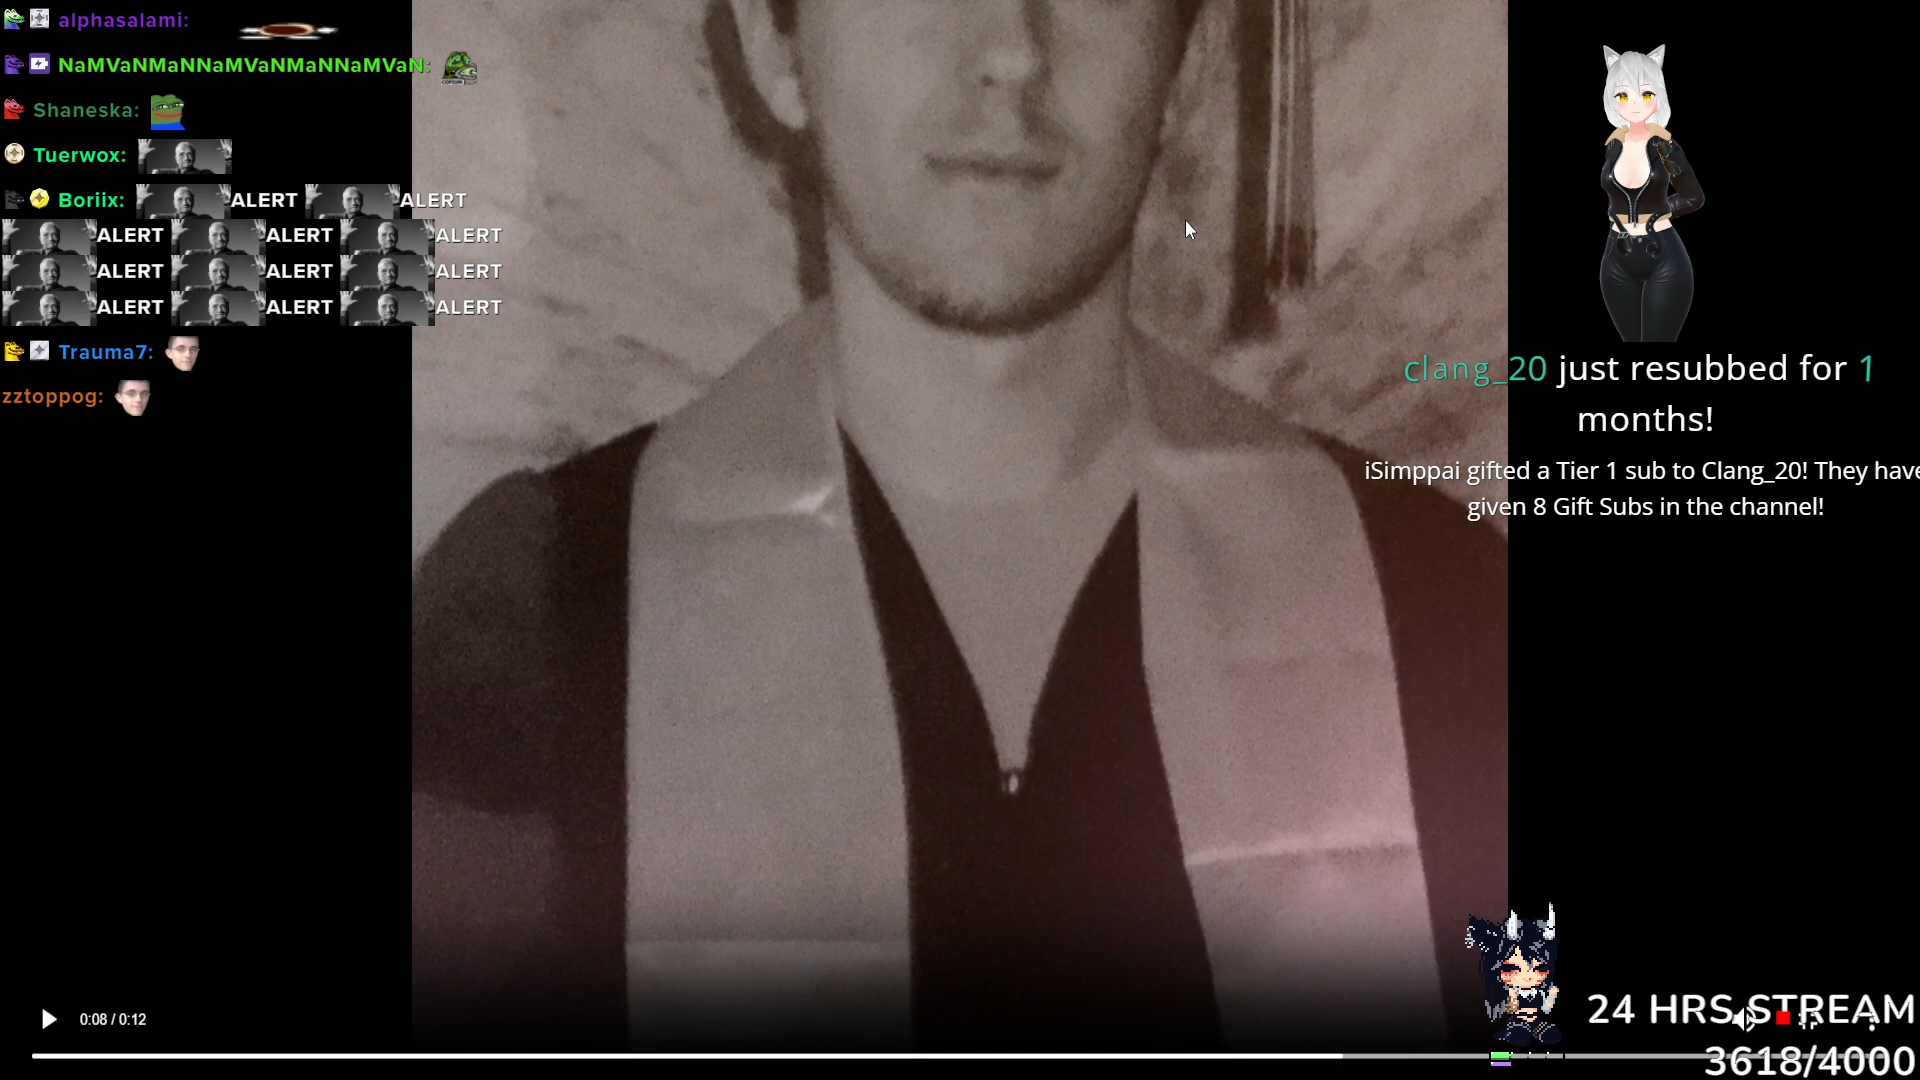 alphasalami:
NaMVaNMaNNaMVaNMaNNaMVaN:
Shaneska:
Tuerwox:
Boriix: ALERT ALERT
ALERT ALERT ALERT
ALERT ALERT ALERT
ALERT ALERT ALERT
Trauma7:
zztoppog:
clang_20 just resubbed for 1
months!
iSimppai gifted a Tier 1 sub to Clang_20! They have
given 8 Gift Subs in the channel!
0:08 / 0:12
24 HRS STREAM
3618/4000